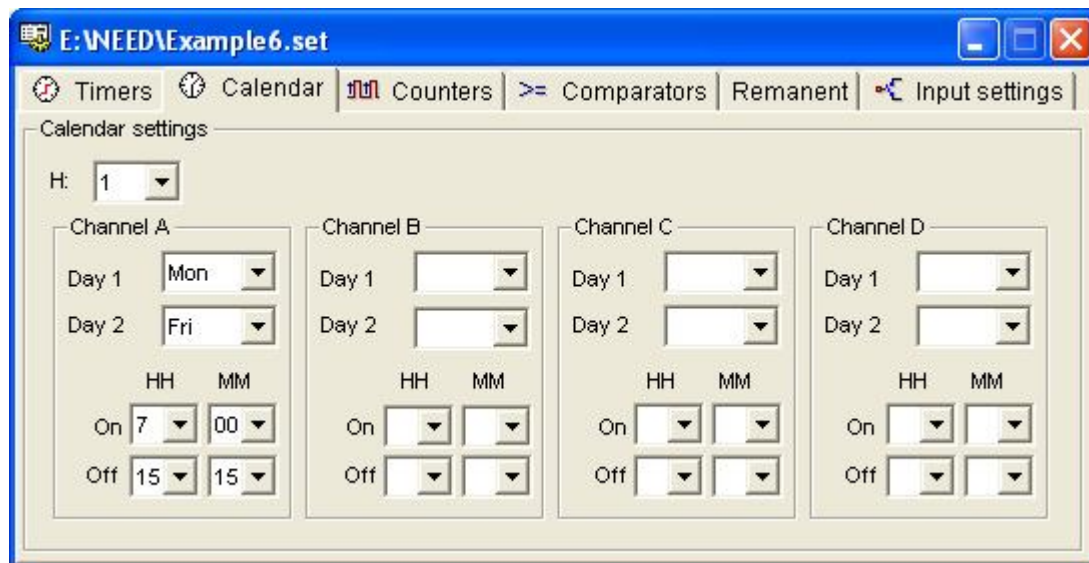 E:\NEED\Example6.set
Timers Calendar Counters >= Comparators Remanent Input settings
Calendar settings
H: 1
Channel A Channel B Channel C Channel D
Day 1 Mon Day 1 Day 1 Day 1
Day 2 Fri Day 2 Day 2 Day 2
HH MM HH MM HH MM HH MM
On 7 00 On On On
Off 15 15 Off Off Off